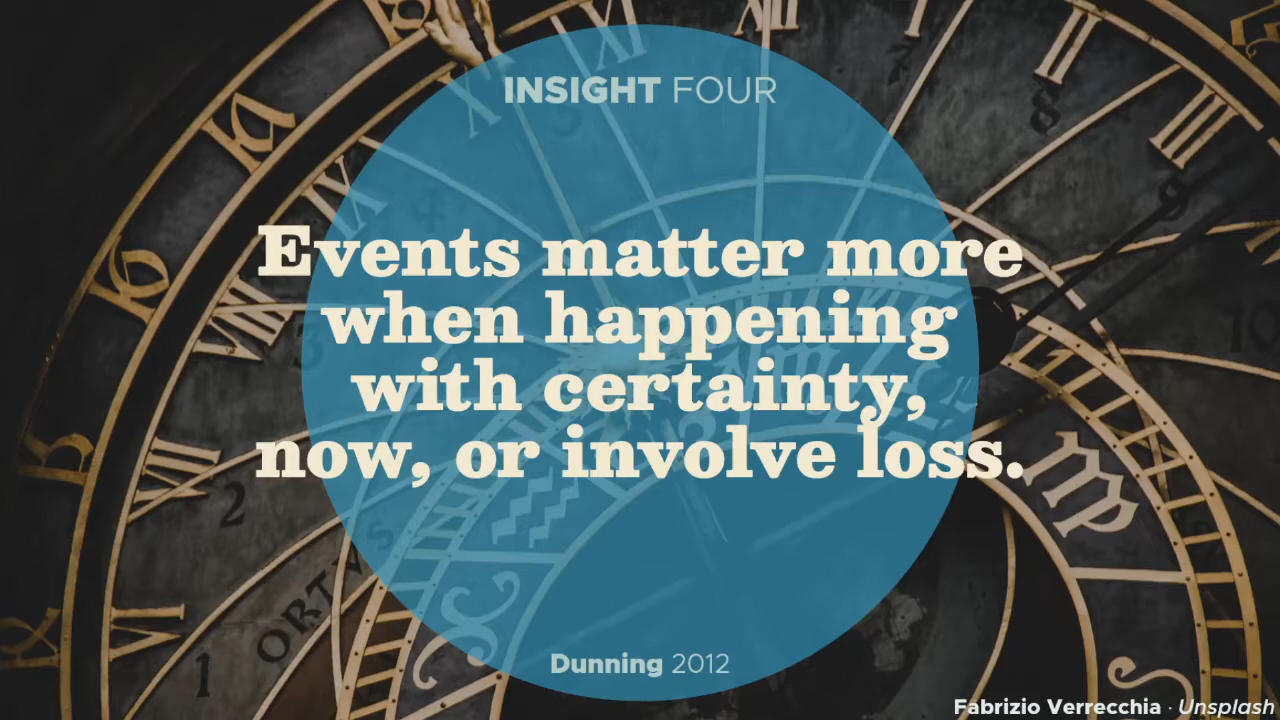 INSIGHT FOUR
Events matter more
when happening
with certainty,
now, or involve loss.
Dunning 2012
Fabrizio Verrecchia · Unsplash